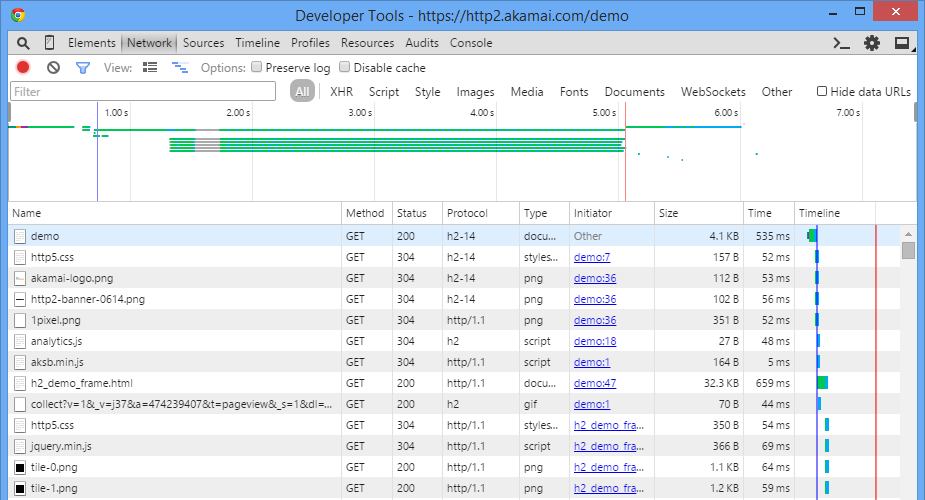 Developer Tools - https://http2.akamai.com/demo
Elements Network Sources Timeline Profiles Resources Audits Console
View: Options: Preserve log Disable cache
Filter All XHR Script Style Images Media Fonts Documents WebSockets Other Hide data URLs
1.00 s 2.00 s 3.00 s 4.00 s 5.00 s 6.00 s 7.00 s
Name Method Status Protocol Type Initiator Size Time Timeline
demo GET 200 h2-14 docu... Other 4.1 KB 535 ms
http5.css GET 304 h2-14 styles... demo:7 157 B 52 ms
akamai-logo.png GET 304 h2-14 png demo:36 112 B 53 ms
http2-banner-0614.png GET 304 h2-14 png demo:36 102 B 56 ms
1pixel.png GET 304 http/1.1 png demo:36 351 B 52 ms
analytics.js GET 304 h2 script demo:18 27 B 48 ms
aksb.min.js GET 304 http/1.1 script demo:1 164 B 5 ms
h2_demo_frame.html GET 200 http/1.1 docu... demo:47 32.3 KB 659 ms
collect?v=1&_v=j37&a=474239407&t=pageview&_s=1&dl=... GET 200 h2 gif demo:1 70 B 44 ms
http5.css GET 304 http/1.1 styles... h2_demo_fra... 350 B 54 ms
jquery.min.js GET 304 http/1.1 script h2_demo_fra... 366 B 69 ms
tile-0.png GET 200 http/1.1 png h2_demo_fra... 1.1 KB 64 ms
tile-1.png GET 200 http/1.1 png h2_demo_fra... 1.2 KB 59 ms